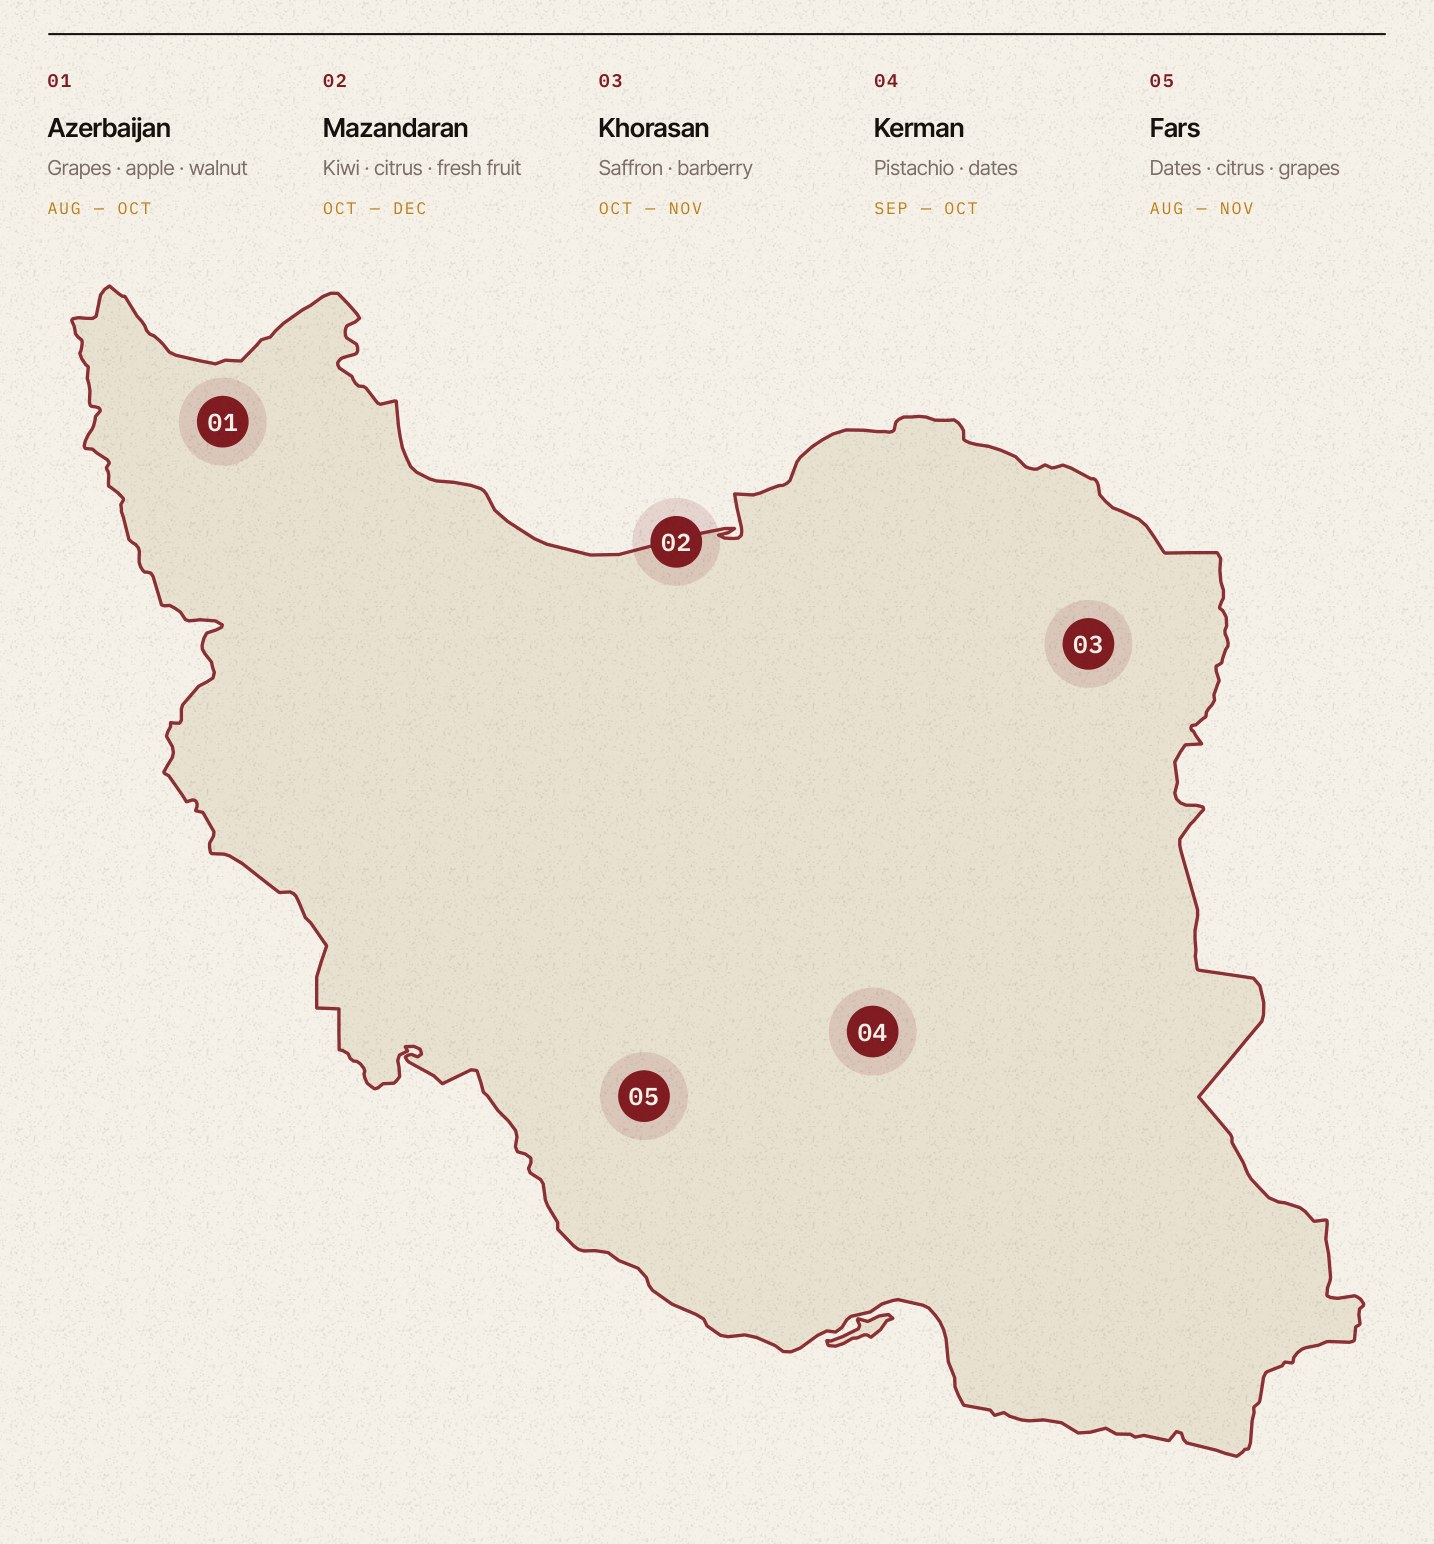 01
Azerbaijan
Grapes · apple · walnut
AUG — OCT
02
Mazandaran
Kiwi · citrus · fresh fruit
OCT — DEC
03
Khorasan
Saffron · barberry
OCT — NOV
04
Kerman
Pistachio · dates
SEP — OCT
05
Fars
Dates · citrus · grapes
AUG — NOV
01
02
03
04
05